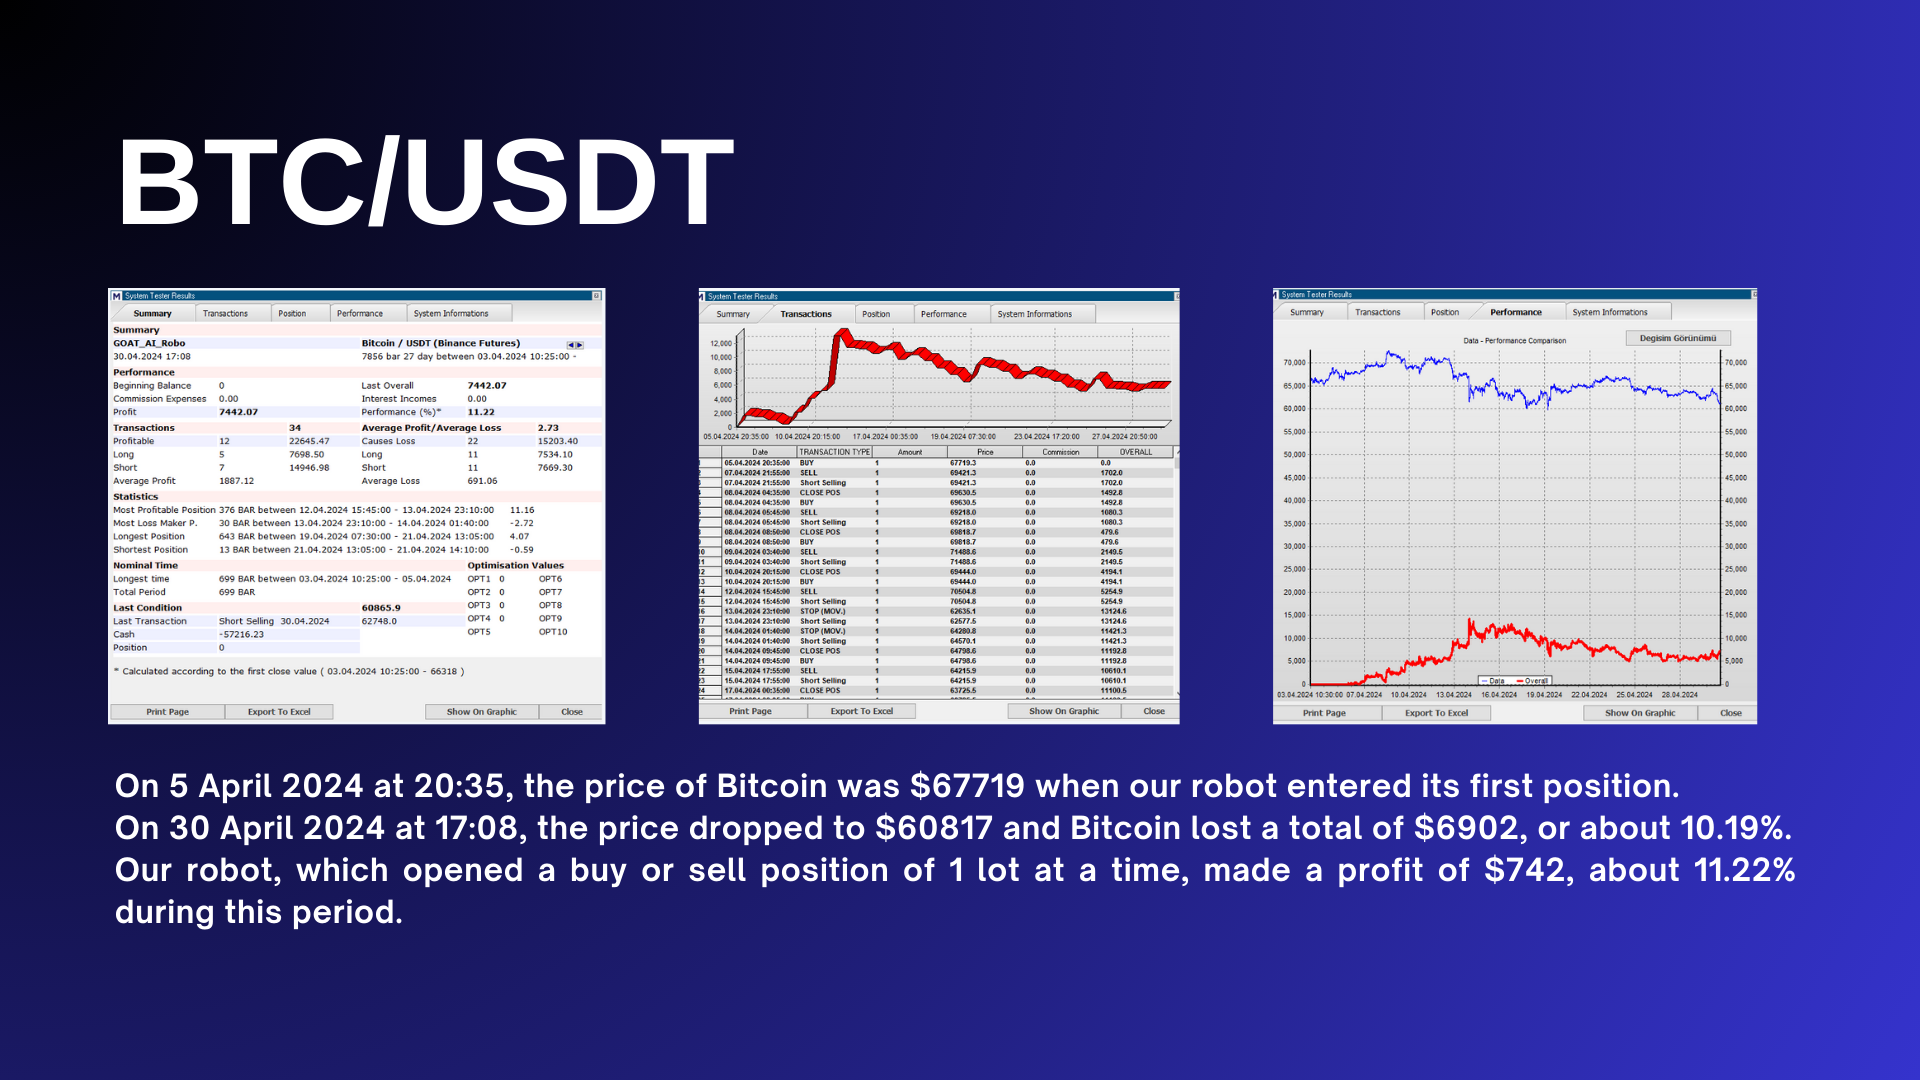 BTC/USDT
System Tester Results
Summary Transactions Position Performance System Informations
Summary
GOAT_AI_Robo Bitcoin / USDT (Binance Futures)
30.04.2024 17:08 7856 bar 27 day between 03.04.2024 10:25:00 -
Performance
Beginning Balance 0 Last Overall 7442.07
Commission Expenses 0.00 Interest Incomes 0.00
Profit 7442.07 Performance (%)* 11.22
Transactions 34 Average Profit/Average Loss 2.73
Profitable 12 22645.47 Causes Loss 22 15203.40
Long 5 7698.50 Long 11 7534.10
Short 7 14946.98 Short 11 7669.30
Average Profit 1887.12 Average Loss 691.06
Statistics
Most Profitable Position 376 BAR between 12.04.2024 15:45:00 - 13.04.2024 23:10:00 11.16
Most Loss Maker P. 30 BAR between 13.04.2024 23:10:00 - 14.04.2024 01:40:00 -2.72
Longest Position 643 BAR between 19.04.2024 07:30:00 - 21.04.2024 13:05:00 4.07
Shortest Position 13 BAR between 21.04.2024 13:05:00 - 21.04.2024 14:10:00 -0.59
Nominal Time Optimisation Values
Longest time 699 BAR between 03.04.2024 10:25:00 - 05.04.2024 OPT1 0 OPT6
Total Period 699 BAR OPT2 0 OPT7
Last Condition 60865.9 OPT3 0 OPT8
Last Transaction Short Selling 30.04.2024 62748.0 OPT4 0 OPT9
Cash -57216.23 OPT5 OPT10
Position 0
* Calculated according to the first close value ( 03.04.2024 10:25:00 - 66318 )
Print Page Export To Excel Show On Graphic Close
System Tester Results
Summary Transactions Position Performance System Informations
12,000
10,000
8,000
6,000
4,000
2,000
0
05.04.2024 20:35:00 10.04.2024 20:15:00 17.04.2024 00:35:00 19.04.2024 07:30:00 23.04.2024 17:20:00 27.04.2024 20:50:00
Date TRANSACTION TYPE Amount Price Commission OVERALL
05.04.2024 20:35:00 BUY 1 67719.3 0.0 0.0
07.04.2024 21:55:00 SELL 1 69421.3 0.0 1702.0
07.04.2024 21:55:00 Short Selling 1 69421.3 0.0 1702.0
08.04.2024 04:35:00 CLOSE POS 1 69630.5 0.0 1492.8
08.04.2024 04:35:00 BUY 1 69630.5 0.0 1492.8
08.04.2024 05:45:00 SELL 1 69218.0 0.0 1080.3
08.04.2024 05:45:00 Short Selling 1 69218.0 0.0 1080.3
08.04.2024 08:50:00 CLOSE POS 1 69818.7 0.0 479.6
08.04.2024 08:50:00 BUY 1 69818.7 0.0 479.6
09.04.2024 03:40:00 SELL 1 71488.6 0.0 2149.5
09.04.2024 03:40:00 Short Selling 1 71488.6 0.0 2149.5
10.04.2024 20:15:00 CLOSE POS 1 69444.0 0.0 4194.1
10.04.2024 20:15:00 BUY 1 69444.0 0.0 4194.1
12.04.2024 15:45:00 SELL 1 70504.8 0.0 5254.9
12.04.2024 15:45:00 Short Selling 1 70504.8 0.0 5254.9
13.04.2024 23:10:00 STOP (MOV.) 1 62635.1 0.0 13124.6
13.04.2024 23:10:00 Short Selling 1 62577.5 0.0 13124.6
14.04.2024 01:40:00 STOP (MOV.) 1 64280.8 0.0 11421.3
14.04.2024 01:40:00 Short Selling 1 64570.1 0.0 11421.3
14.04.2024 09:45:00 CLOSE POS 1 64798.6 0.0 11192.8
14.04.2024 09:45:00 BUY 1 64798.6 0.0 11192.8
15.04.2024 17:55:00 SELL 1 64215.9 0.0 10610.1
15.04.2024 17:55:00 Short Selling 1 64215.9 0.0 10610.1
17.04.2024 00:35:00 CLOSE POS 1 63725.5 0.0 11100.5
Print Page Export To Excel Show On Graphic Close
System Tester Results
Summary Transactions Position Performance System Informations
Data - Performance Comparison Degisim Görünümü
70,000 70,000
65,000 65,000
60,000 60,000
55,000 55,000
50,000 50,000
45,000 45,000
40,000 40,000
35,000 35,000
30,000 30,000
25,000 25,000
20,000 20,000
15,000 15,000
10,000 10,000
5,000 5,000
0 0
Data Overall
03.04.2024 10:30:00 07.04.2024 10.04.2024 13.04.2024 16.04.2024 19.04.2024 22.04.2024 25.04.2024 28.04.2024
Print Page Export To Excel Show On Graphic Close
On 5 April 2024 at 20:35, the price of Bitcoin was $67719 when our robot entered its first position.
On 30 April 2024 at 17:08, the price dropped to $60817 and Bitcoin lost a total of $6902, or about 10.19%.
Our robot, which opened a buy or sell position of 1 lot at a time, made a profit of $742, about 11.22%
during this period.